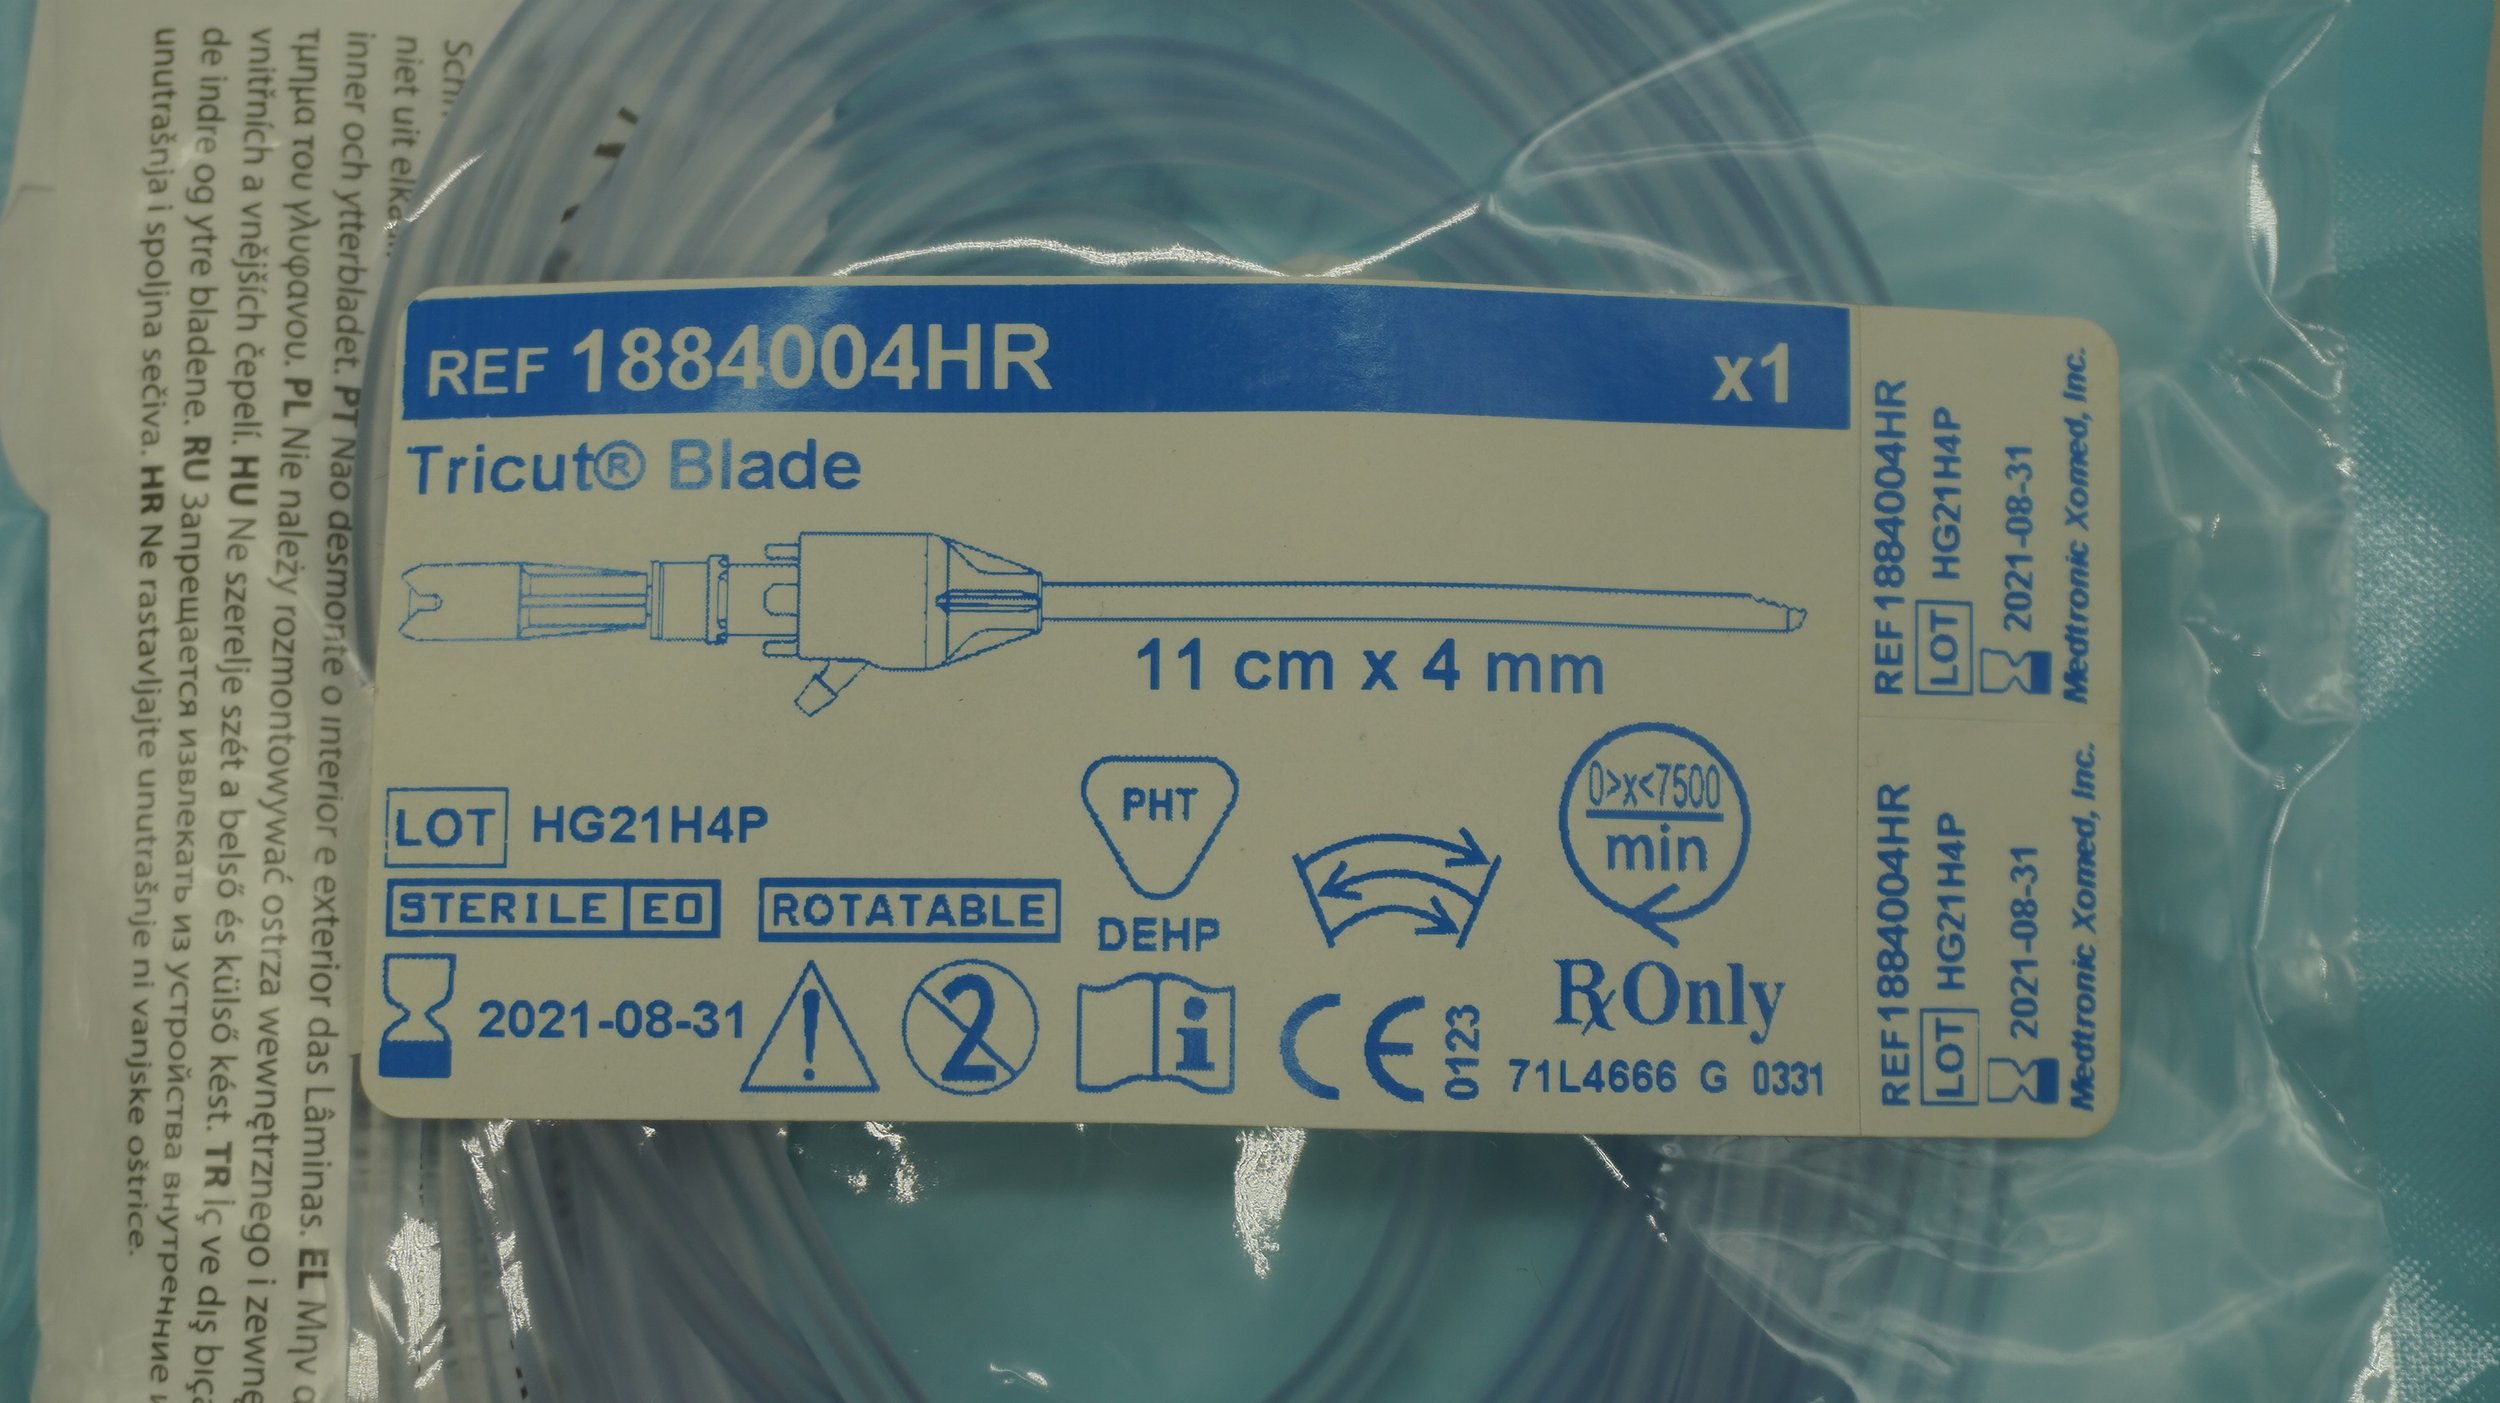 REF 1884004HR x1
Tricut® Blade
11 cm x 4 mm
LOT HG21H4P
STERILE EO
ROTATABLE
PHT
DEHP
0>x<7500
min
2021-08-31
2
i
CE 0123
Rx Only
71L4666 G 0331
REF 1884004HR
LOT HG21H4P
2021-08-31
Medtronic Xomed, Inc.
REF 1884004HR
LOT HG21H4P
2021-08-31
Medtronic Xomed, Inc.
niet uit
inner och ytterbladet. PT Não desmonte o interior e exterior das Lâminas. EL Μην
τμημα του γλυφανου. PL Nie należy rozmontowywać ostrza wewnętrznego i
vnitřních a vnějších čepelí. HU Ne szerelje szét a belső és külső kést. TR İç ve dış
de indre og ytre bladene. RU Запрещается извлекать из устройства внутренние
unutrašnja i spoljna sečiva. HR Ne rastavljajte unutrašnje ni vanjske oštrice.